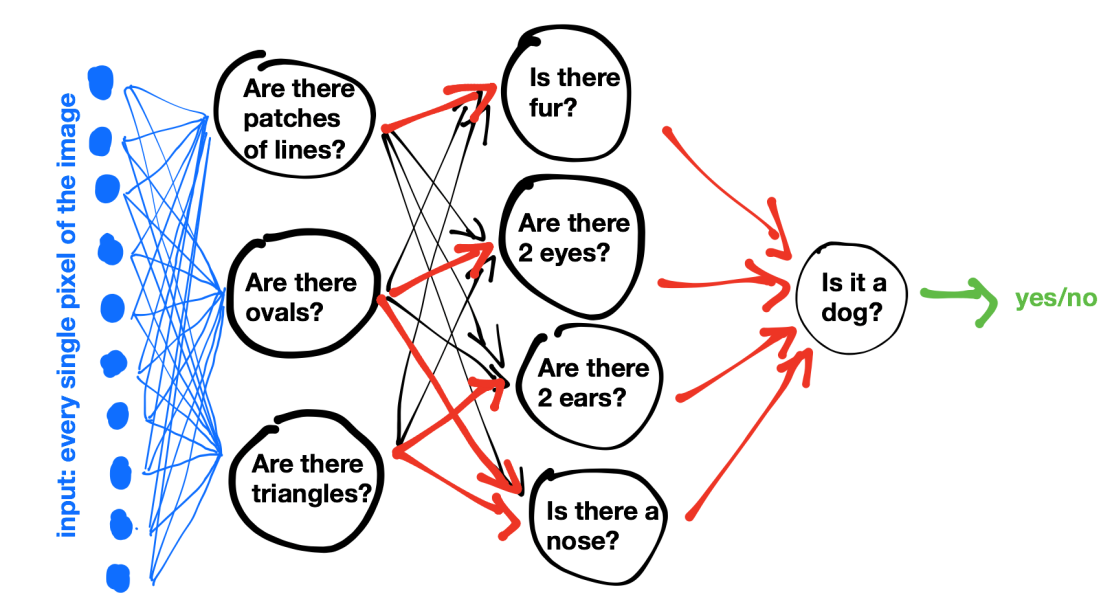 input: every single pixel of the image
Are there
patches
of lines?
Are there
ovals?
Are there
triangles?
Is there
fur?
Are there
2 eyes?
Are there
2 ears?
Is there a
nose?
Is it a
dog?
yes/no